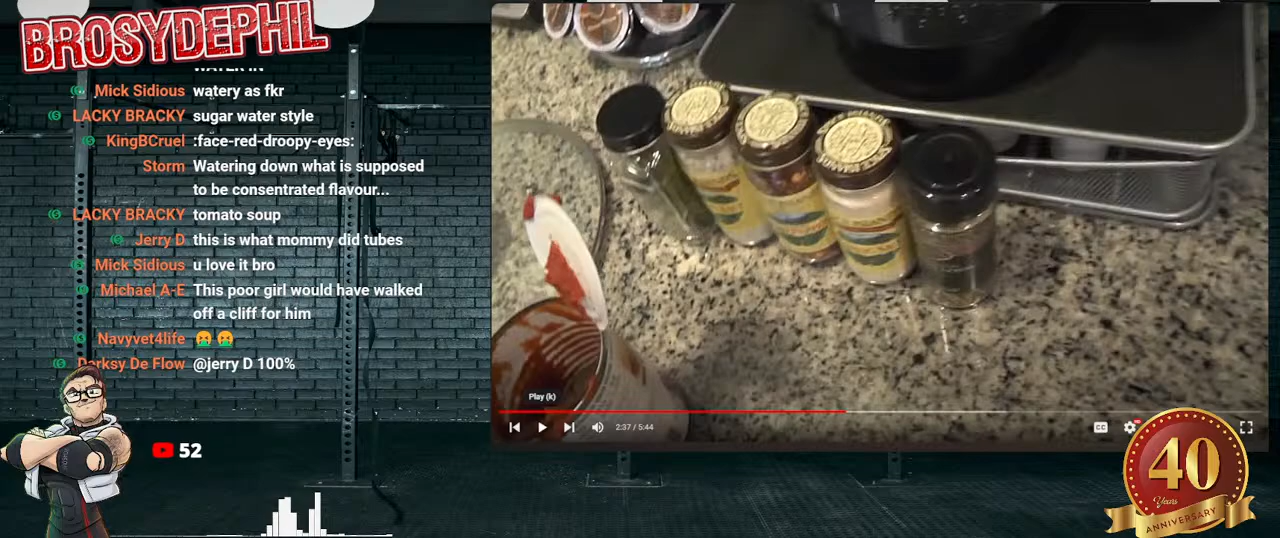 BROSYDEPHIL
WATER IN
Mick Sidious watery as fkr
LACKY BRACKY sugar water style
KingBCruel :face-red-droopy-eyes:
Storm Watering down what is supposed
to be consentrated flavour...
LACKY BRACKY tomato soup
Jerry D this is what mommy did tubes
Mick Sidious u love it bro
Michael A-E This poor girl would have walked
off a cliff for him
Navyvet4life 🤮 🤮
Darksy De Flow @jerry D 100%
52
Play (k)
2:37 / 5:44
CC
40
Years
ANNIVERSARY